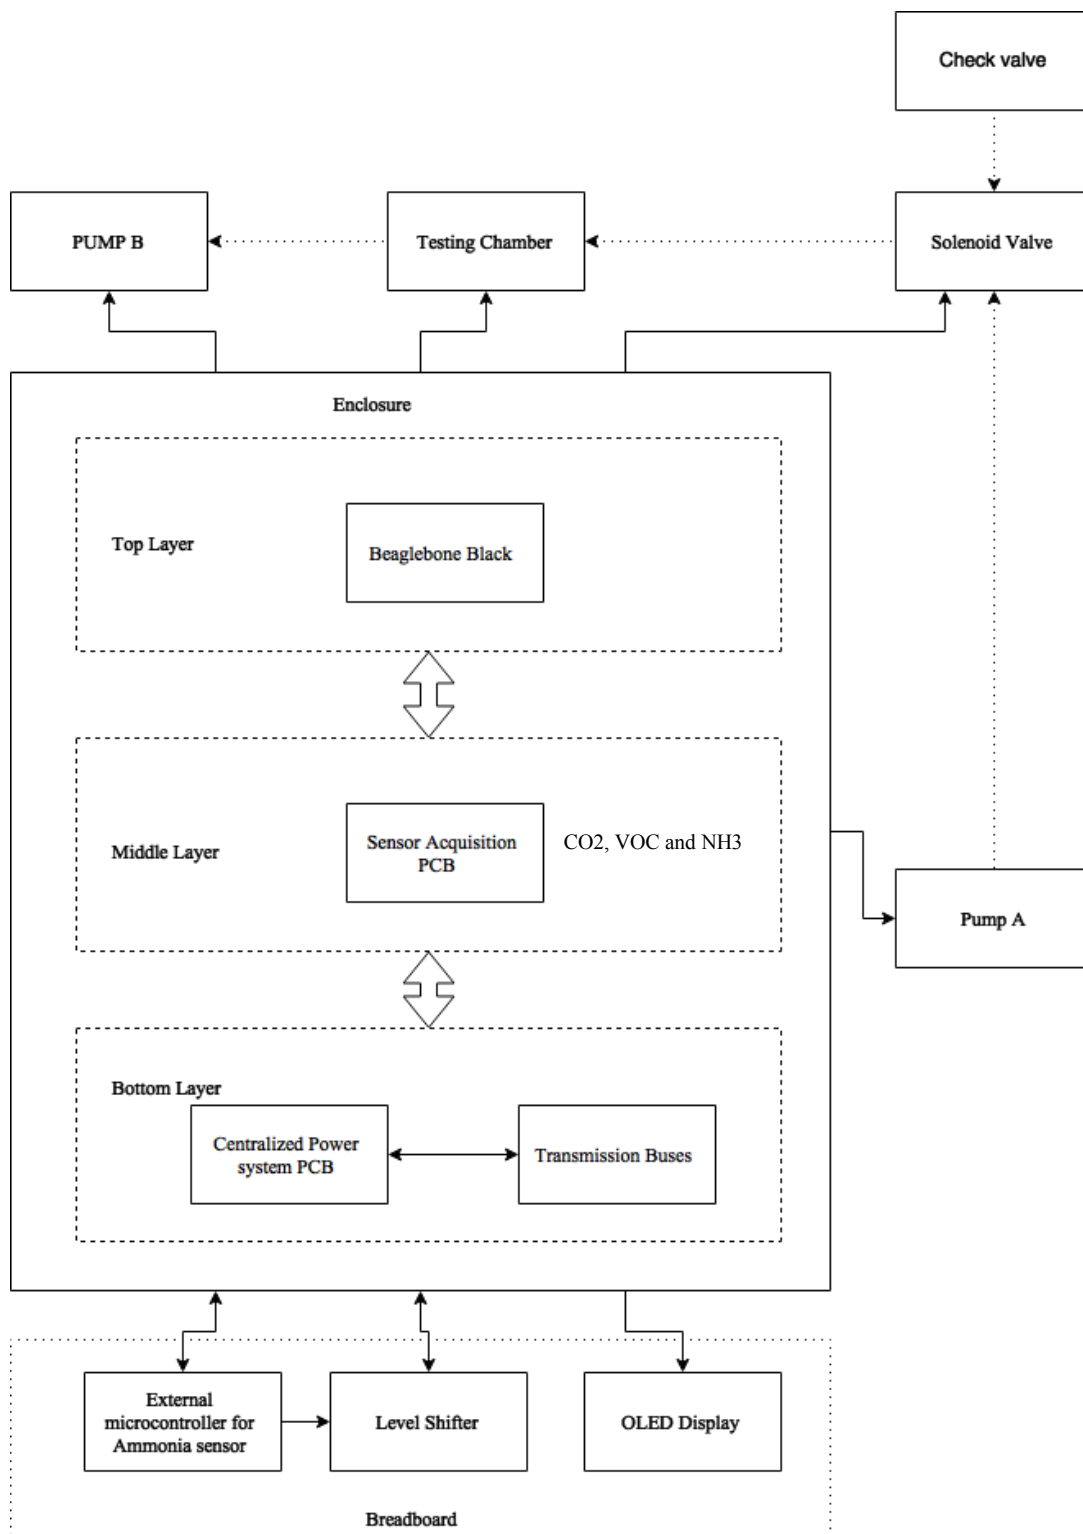 Check valve
PUMP B
Testing Chamber
Solenoid Valve
Enclosure
Top Layer
Beaglebone Black
Middle Layer
Sensor Acquisition
PCB
CO2, VOC and NH3
Pump A
Bottom Layer
Centralized Power
system PCB
Transmission Buses
External
microcontroller for
Ammonia sensor
Level Shifter
OLED Display
Breadboard